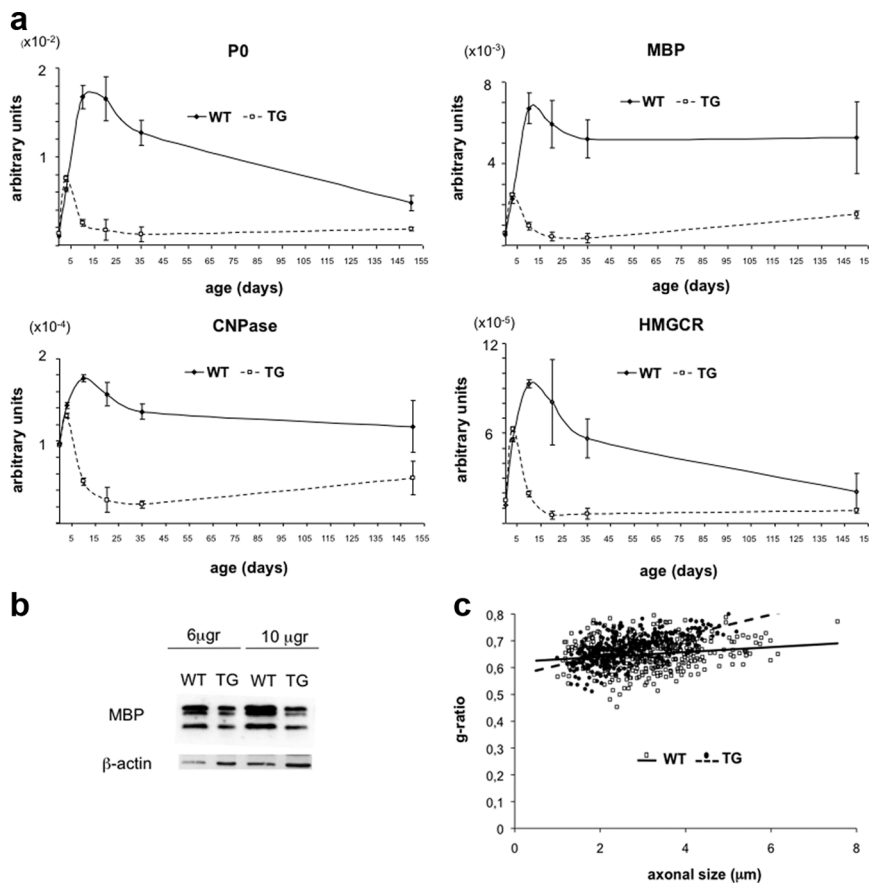 a
(x10-2)
P0
2
1
arbitrary units
WT TG
5 15 25 35 45 55 65 75 85 95 105 115 125 135 145 155
age (days)
(x10-3)
MBP
8
4
arbitrary units
WT TG
5 15 25 35 45 55 65 75 85 95 105 115 125 135 145 155
age (days)
(x10-4)
CNPase
2
1
arbitrary units
WT TG
5 15 25 35 45 55 65 75 85 95 105 115 125 135 145 155
age (days)
(x10-5)
HMGCR
12
6
arbitrary units
WT TG
5 15 25 35 45 55 65 75 85 95 105 115 125 135 145 155
age (days)
b
6μgr 10 μgr
WT TG WT TG
MBP
β-actin
c
0,8
0,7
0,6
0,5
0,4
0,3
0,2
0,1
0
g-ratio
WT TG
0 2 4 6 8
axonal size (μm)